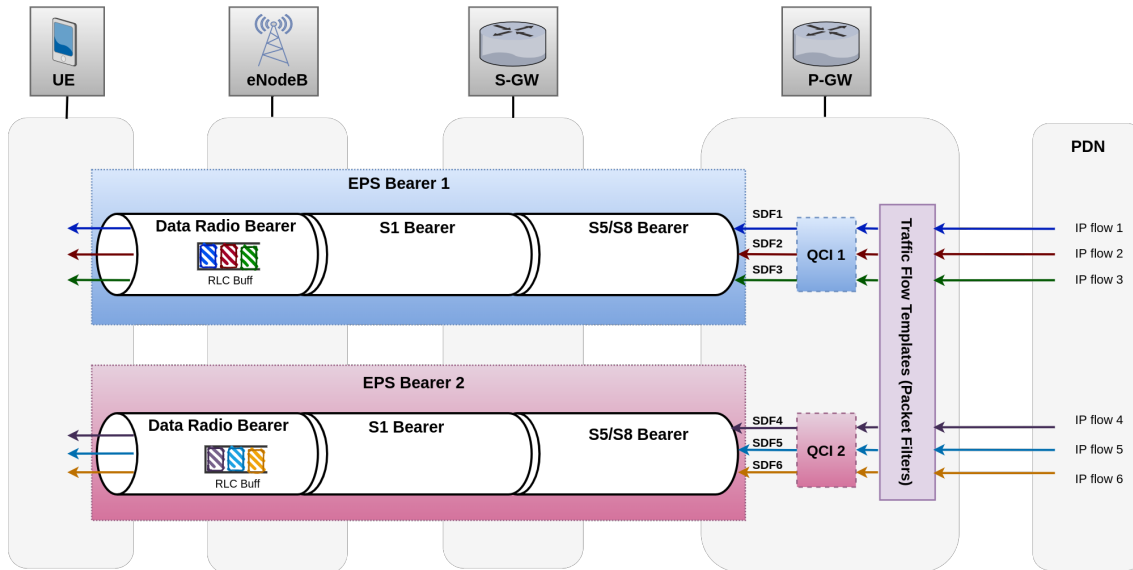 UE
eNodeB
S-GW
P-GW
PDN
EPS Bearer 1
Data Radio Bearer
S1 Bearer
S5/S8 Bearer
RLC Buff
SDF1
SDF2
SDF3
QCI 1
Traffic Flow Templates (Packet Filters)
IP flow 1
IP flow 2
IP flow 3
EPS Bearer 2
Data Radio Bearer
S1 Bearer
S5/S8 Bearer
RLC Buff
SDF4
SDF5
SDF6
QCI 2
IP flow 4
IP flow 5
IP flow 6